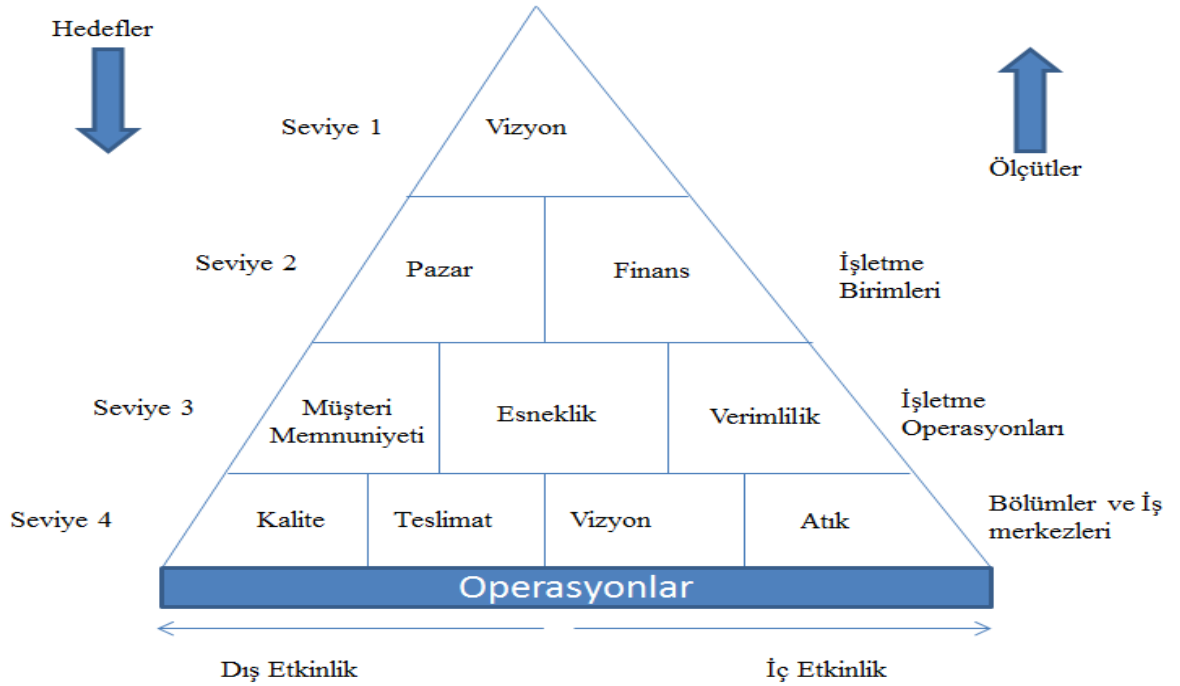 Hedefler
Seviye 1
Vizyon
Ölçütler
Seviye 2
Pazar
Finans
İşletme
Birimleri
Seviye 3
Müşteri
Memnuniyeti
Esneklik
Verimlilik
İşletme
Operasyonları
Seviye 4
Kalite
Teslimat
Vizyon
Atık
Bölümler ve İş
merkezleri
Operasyonlar
Dış Etkinlik
İç Etkinlik